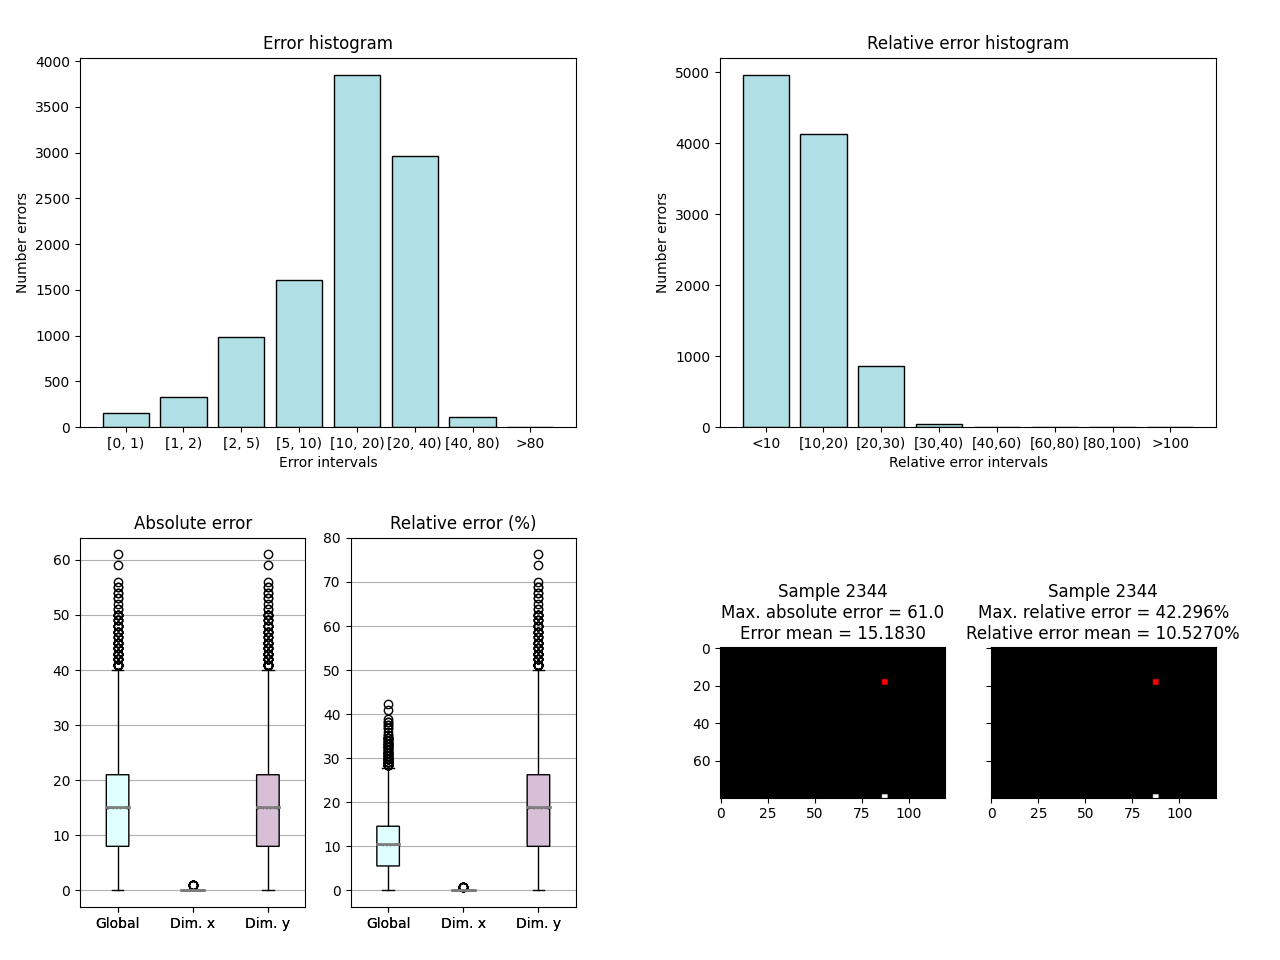 Error histogram
Number errors
4000
3500
3000
2500
2000
1500
1000
500
0
[0, 1) [1, 2) [2, 5) [5, 10) [10, 20) [20, 40) [40, 80) >80
Error intervals
Relative error histogram
Number errors
5000
4000
3000
2000
1000
0
<10 [10,20) [20,30) [30,40) [40,60) [60,80) [80,100) >100
Relative error intervals
Absolute error
60
50
40
30
20
10
0
Global Dim. x Dim. y
Relative error (%)
80
70
60
50
40
30
20
10
0
Global Dim. x Dim. y
Sample 2344
Max. absolute error = 61.0
Error mean = 15.1830
0
20
40
60
0 25 50 75 100
Sample 2344
Max. relative error = 42.296%
Relative error mean = 10.5270%
0 25 50 75 100